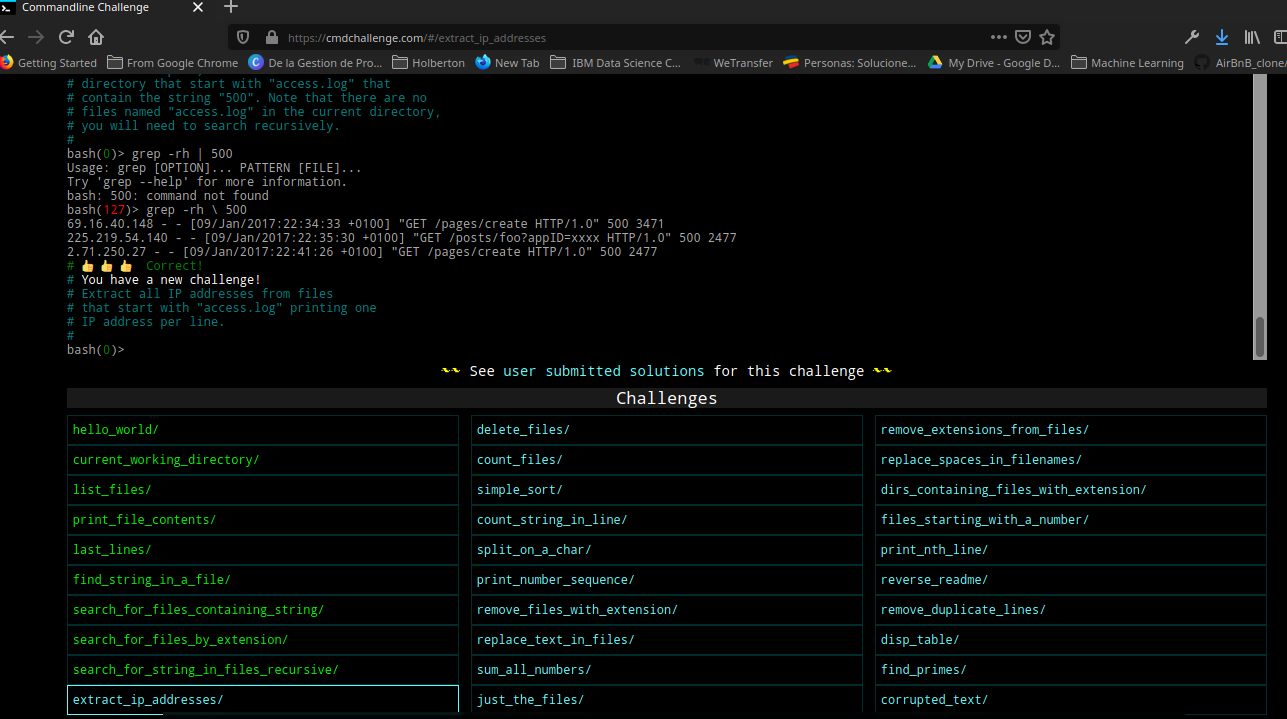 Commandline Challenge
https://cmdchallenge.com/#/extract_ip_addresses
Getting Started From Google Chrome De la Gestion de Pro... Holberton New Tab IBM Data Science C... WeTransfer Personas: Solucione... My Drive - Google D... Machine Learning AirBnB_clone/
# directory that start with "access.log" that
# contain the string "500". Note that there are no
# files named "access.log" in the current directory,
# you will need to search recursively.
#
bash(0)> grep -rh | 500
Usage: grep [OPTION]... PATTERN [FILE]...
Try 'grep --help' for more information.
bash: 500: command not found
bash(127)> grep -rh \ 500
69.16.40.148 - - [09/Jan/2017:22:34:33 +0100] "GET /pages/create HTTP/1.0" 500 3471
225.219.54.140 - - [09/Jan/2017:22:35:30 +0100] "GET /posts/foo?appID=xxxx HTTP/1.0" 500 2477
2.71.250.27 - - [09/Jan/2017:22:41:26 +0100] "GET /pages/create HTTP/1.0" 500 2477
# 👍 👍 👍 Correct!
# You have a new challenge!
# Extract all IP addresses from files
# that start with "access.log" printing one
# IP address per line.
#
bash(0)>
~~ See user submitted solutions for this challenge ~~
Challenges
hello_world/ delete_files/ remove_extensions_from_files/
current_working_directory/ count_files/ replace_spaces_in_filenames/
list_files/ simple_sort/ dirs_containing_files_with_extension/
print_file_contents/ count_string_in_line/ files_starting_with_a_number/
last_lines/ split_on_a_char/ print_nth_line/
find_string_in_a_file/ print_number_sequence/ reverse_readme/
search_for_files_containing_string/ remove_files_with_extension/ remove_duplicate_lines/
search_for_files_by_extension/ replace_text_in_files/ disp_table/
search_for_string_in_files_recursive/ sum_all_numbers/ find_primes/
extract_ip_addresses/ just_the_files/ corrupted_text/